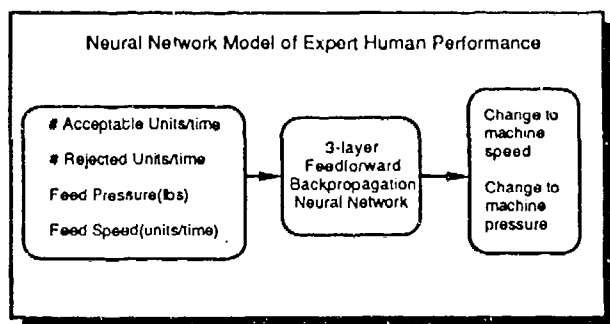 Neural Network Model of Expert Human Performance
# Acceptable Units/time
# Rejected Units/time
Feed Pressure(lbs)
Feed Speed(units/time)
3-layer
Feedforward
Backpropagation
Neural Network
Change to
machine
speed
Change to
machine
pressure